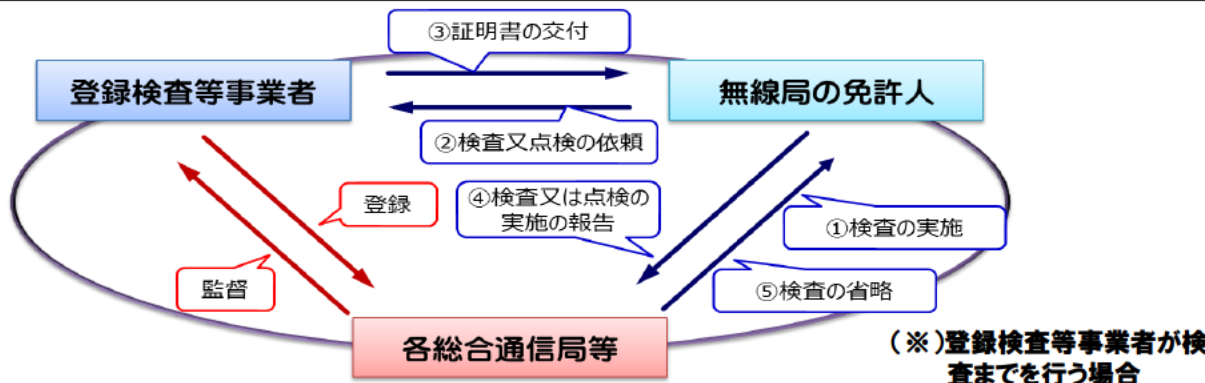 ③証明書の交付
登録検査等事業者
無線局の免許人
②検査又点検の依頼
④検査又は点検の
実施の報告
登録
①検査の実施
監督
⑤検査の省略
各総合通信局等
(※)登録検査等事業者が検
査までを行う場合